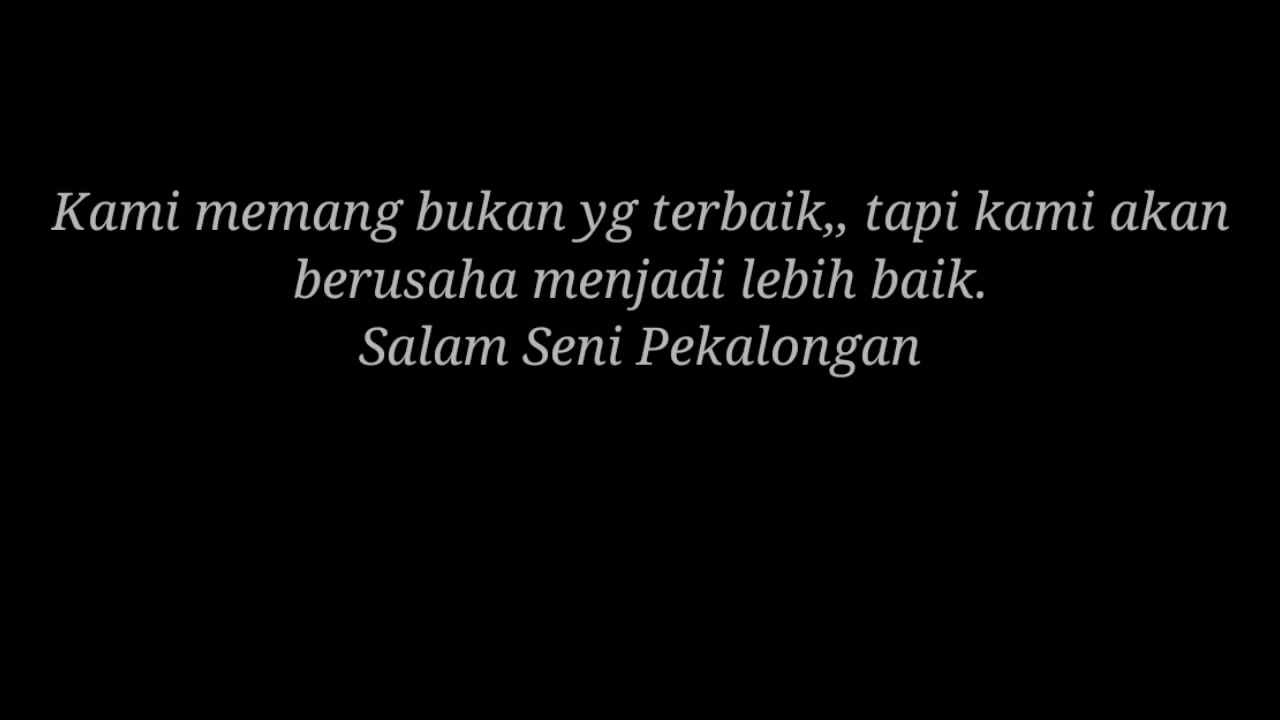 Kami memang bukan yg terbaik,, tapi kami akan
berusaha menjadi lebih baik.
Salam Seni Pekalongan